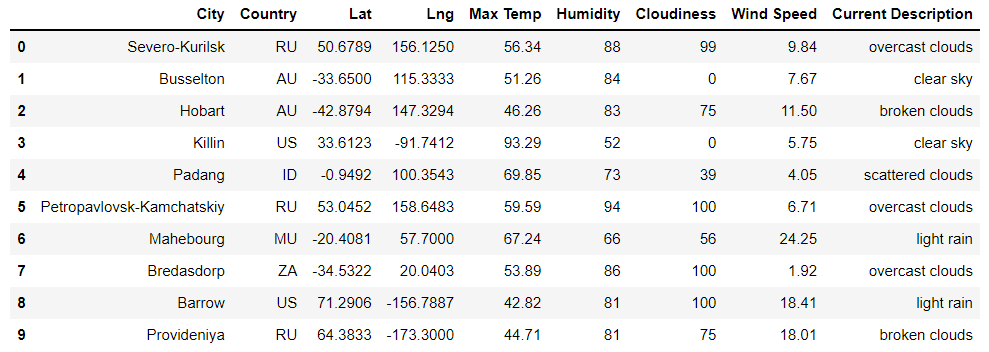 City Country Lat Lng Max Temp Humidity Cloudiness Wind Speed Current Description
0 Severo-Kurilsk RU 50.6789 156.1250 56.34 88 99 9.84 overcast clouds
1 Busselton AU -33.6500 115.3333 51.26 84 0 7.67 clear sky
2 Hobart AU -42.8794 147.3294 46.26 83 75 11.50 broken clouds
3 Killin US 33.6123 -91.7412 93.29 52 0 5.75 clear sky
4 Padang ID -0.9492 100.3543 69.85 73 39 4.05 scattered clouds
5 Petropavlovsk-Kamchatskiy RU 53.0452 158.6483 59.59 94 100 6.71 overcast clouds
6 Mahebourg MU -20.4081 57.7000 67.24 66 56 24.25 light rain
7 Bredasdorp ZA -34.5322 20.0403 53.89 86 100 1.92 overcast clouds
8 Barrow US 71.2906 -156.7887 42.82 81 100 18.41 light rain
9 Provideniya RU 64.3833 -173.3000 44.71 81 75 18.01 broken clouds